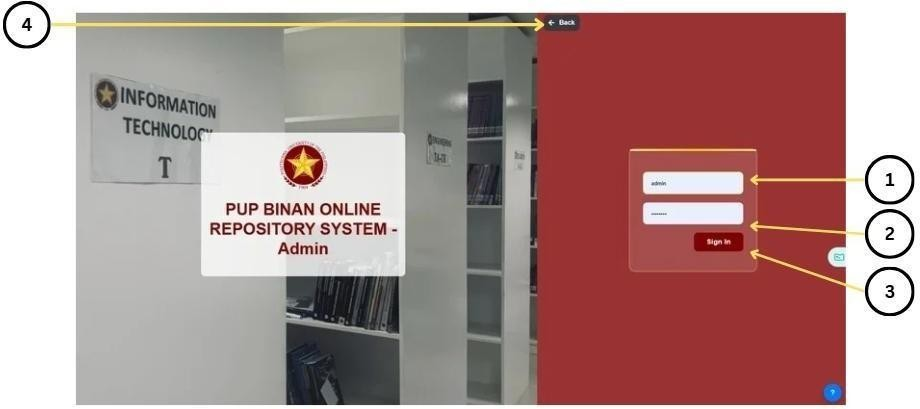 4
← Back
INFORMATION
TECHNOLOGY
T
PUP BINAN ONLINE
REPOSITORY SYSTEM -
Admin
admin
Sign In
1
2
3
?